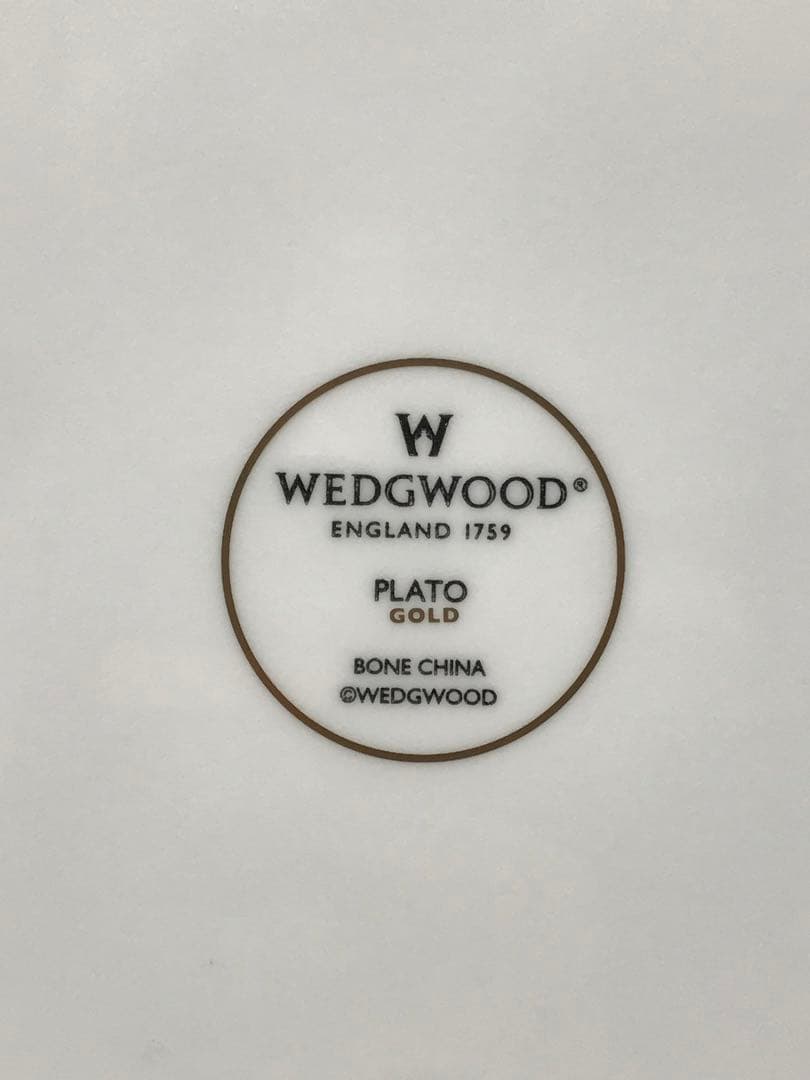 W
WEDGWOOD®
ENGLAND 1759
PLATO
GOLD
BONE CHINA
©WEDGWOOD